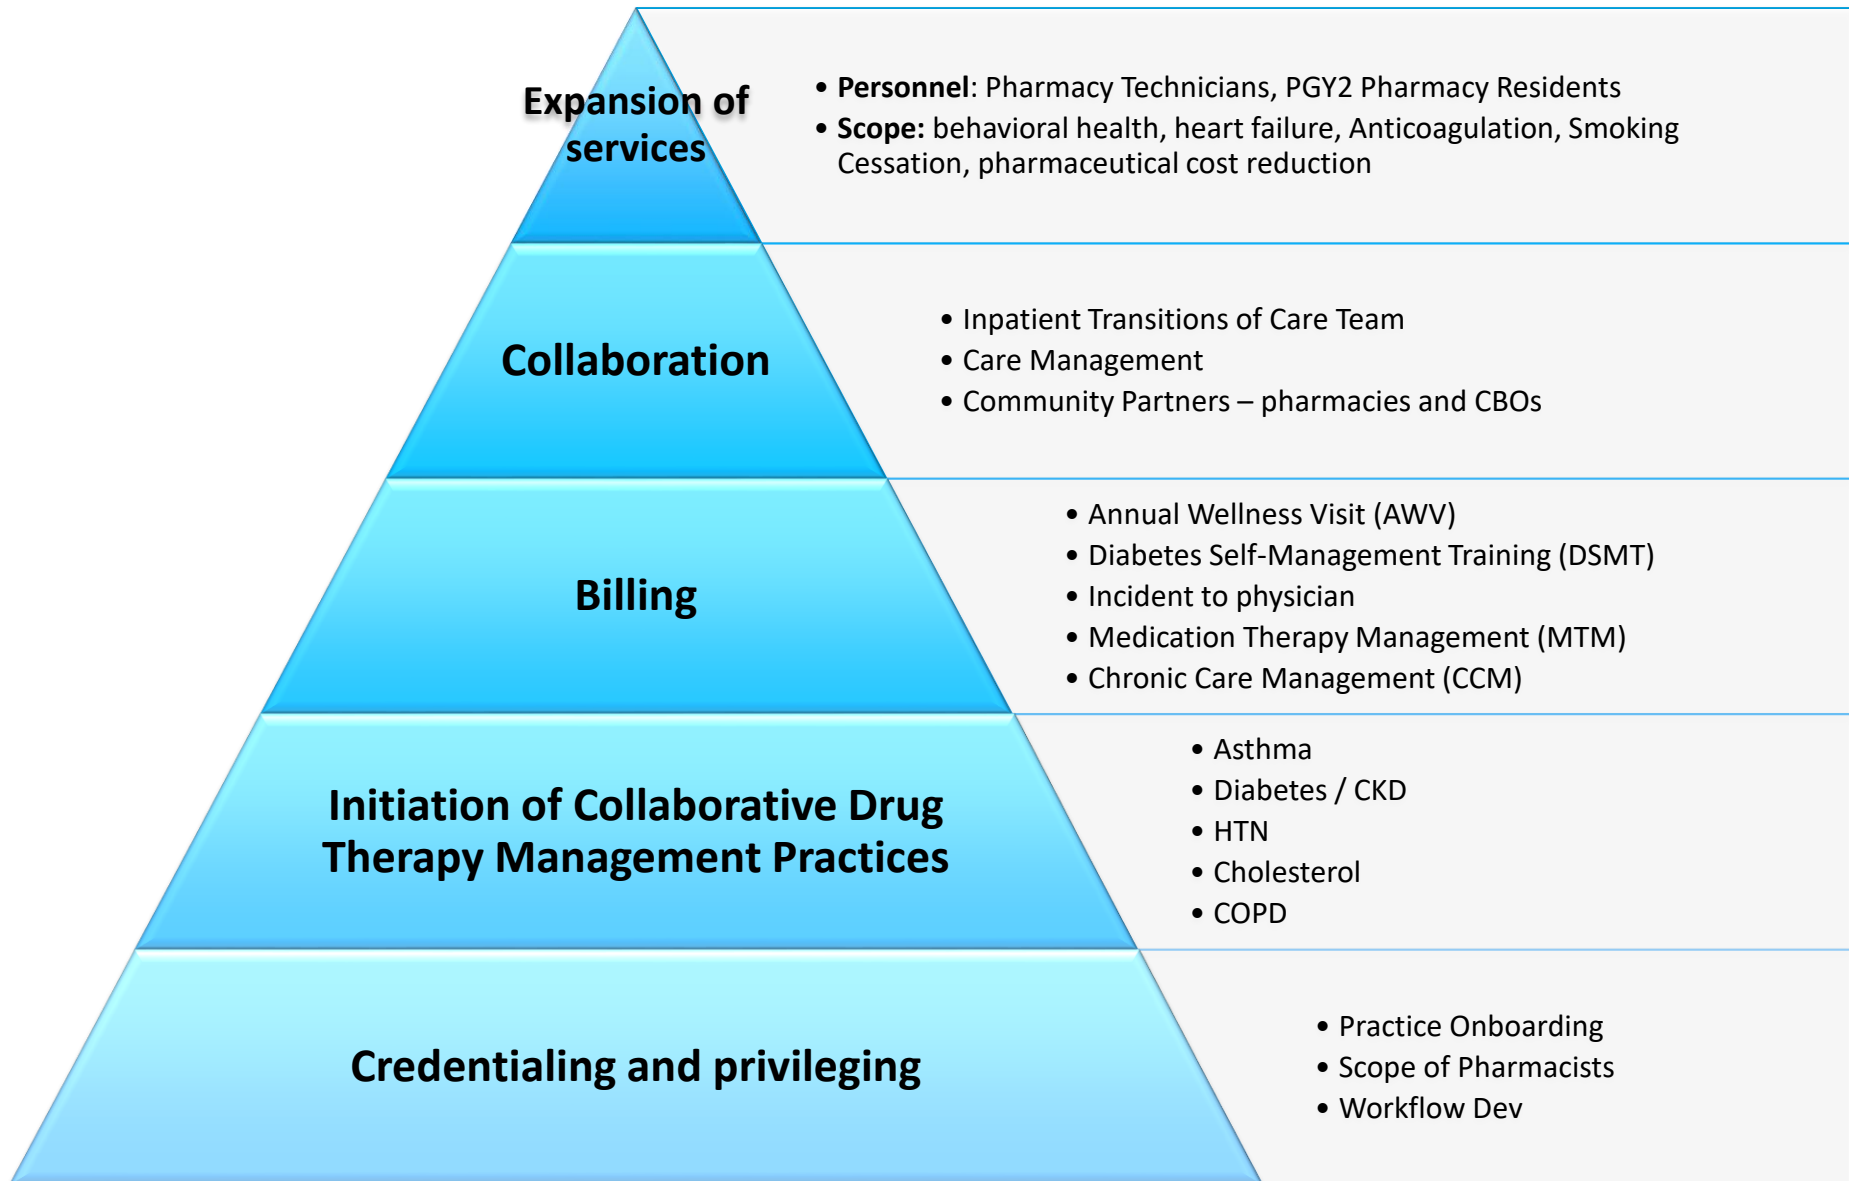 Expansion of
services
• Personnel: Pharmacy Technicians, PGY2 Pharmacy Residents
• Scope: behavioral health, heart failure, Anticoagulation, Smoking
Cessation, pharmaceutical cost reduction
Collaboration
• Inpatient Transitions of Care Team
• Care Management
• Community Partners – pharmacies and CBOs
Billing
• Annual Wellness Visit (AWV)
• Diabetes Self-Management Training (DSMT)
• Incident to physician
• Medication Therapy Management (MTM)
• Chronic Care Management (CCM)
Initiation of Collaborative Drug
Therapy Management Practices
• Asthma
• Diabetes / CKD
• HTN
• Cholesterol
• COPD
Credentialing and privileging
• Practice Onboarding
• Scope of Pharmacists
• Workflow Dev